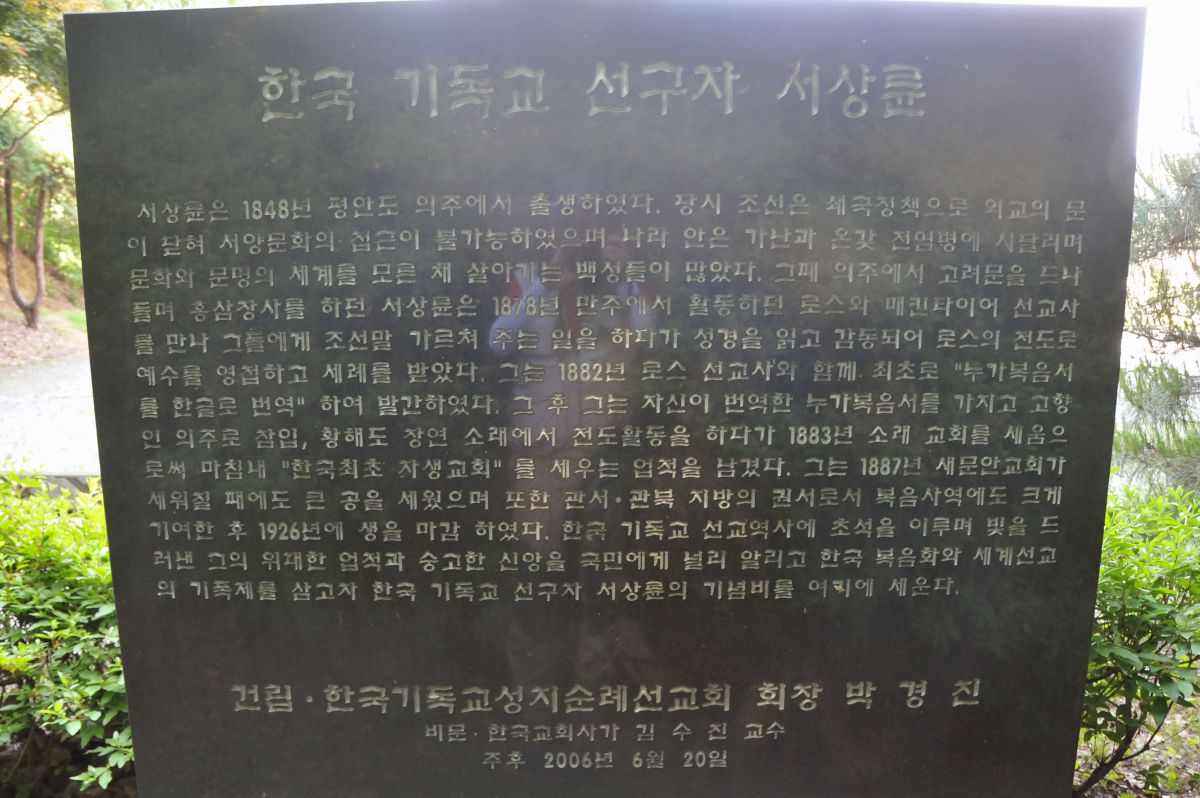 한국 기독교 선구자 서상륜
서상륜은 1848년 평안도 의주에서 출생하였다. 당시 조선은 쇄국정책으로 외교의 문
이 닫혀 서양문화의 접근이 불가능하였으며 나라 안은 가난과 온갖 전염병에 시달리며
문화와 문명의 세계를 모른 채 살아가는 백성들이 많았다. 그때 의주에서 고려문을 드나
들며 홍삼장사를 하던 서상륜은 1878년 만주에서 활동하던 로스와 매킨타이어 선교사
를 만나 그들에게 조선말 가르쳐 주는 일을 하다가 성경을 읽고 감동되어 로스의 전도로
예수를 영접하고 세례를 받았다. 그는 1882년 로스 선교사와 함께 최초로 "누가복음서
를 한글로 번역" 하여 발간하였다. 그 후 그는 자신이 번역한 누가복음서를 가지고 고향
인 의주로 잠입, 황해도 장연 소래에서 전도활동을 하다가 1883년 소래 교회를 세움으
로써 마침내 "한국최초 자생교회" 를 세우는 업적을 남겼다. 그는 1887년 새문안교회가
세워질 때에도 큰 공을 세웠으며 또한 관서·관북 지방의 권서로서 복음사역에도 크게
기여한 후 1926년에 생을 마감 하였다. 한국 기독교 선교역사에 초석을 이루며 빛을 드
러낸 그의 위대한 업적과 숭고한 신앙을 국민에게 널리 알리고 한국 복음화와 세계선교
의 기폭제를 삼고자 한국 기독교 선구자 서상륜의 기념비를 여기에 세운다.
건립·한국기독교성지순례선교회 회장 박 경 진
비문·한국교회사가 김 수 진 교수
주후 2006년 6월 20일